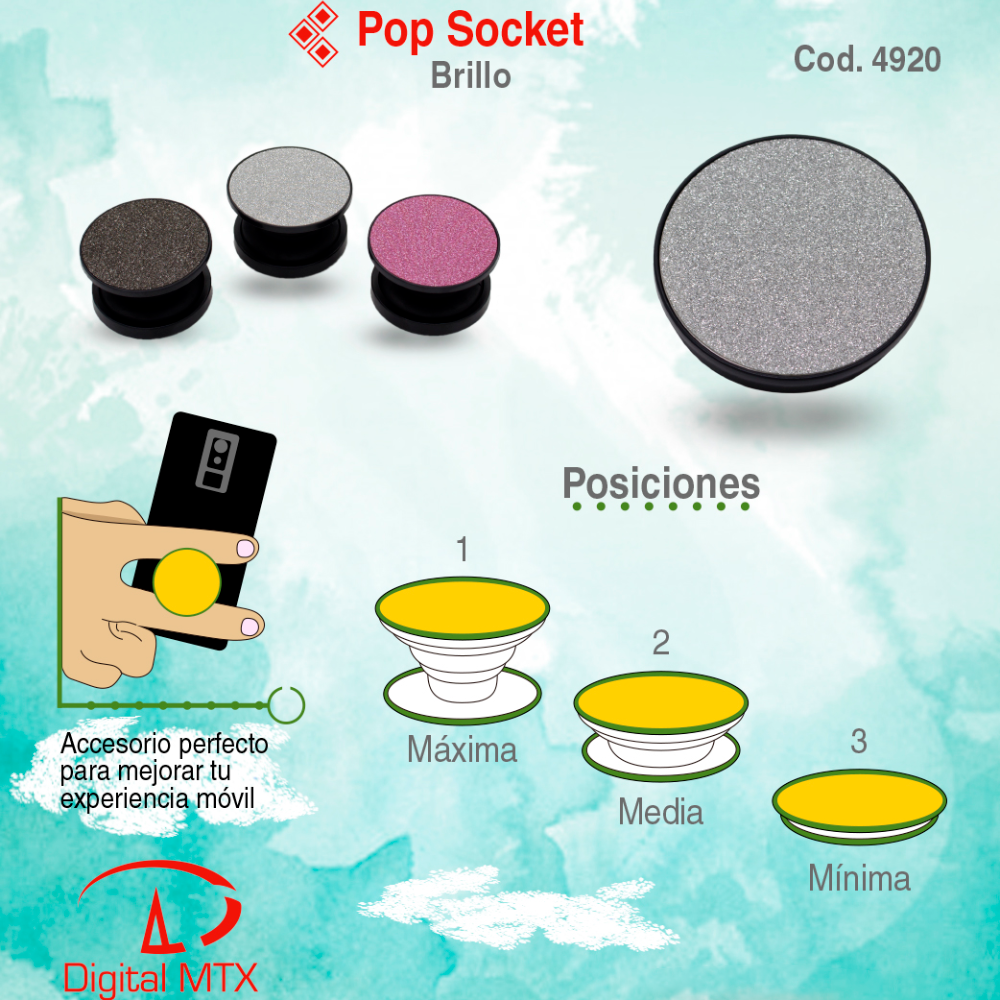 Pop Socket
Brillo
Cod. 4920
Posiciones
1
Máxima
2
Media
3
Mínima
Accesorio perfecto
para mejorar tu
experiencia móvil
Digital MTX